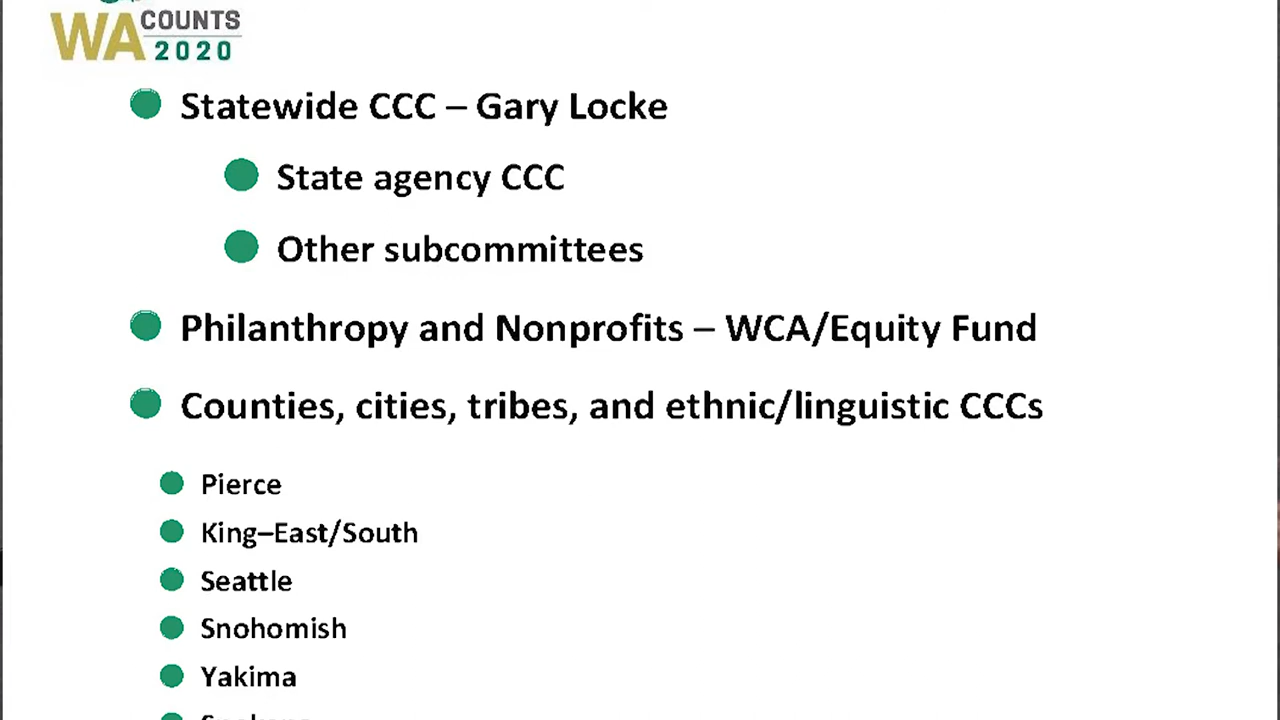 WA COUNTS
2020
Statewide CCC – Gary Locke
State agency CCC
Other subcommittees
Philanthropy and Nonprofits – WCA/Equity Fund
Counties, cities, tribes, and ethnic/linguistic CCCs
Pierce
King–East/South
Seattle
Snohomish
Yakima